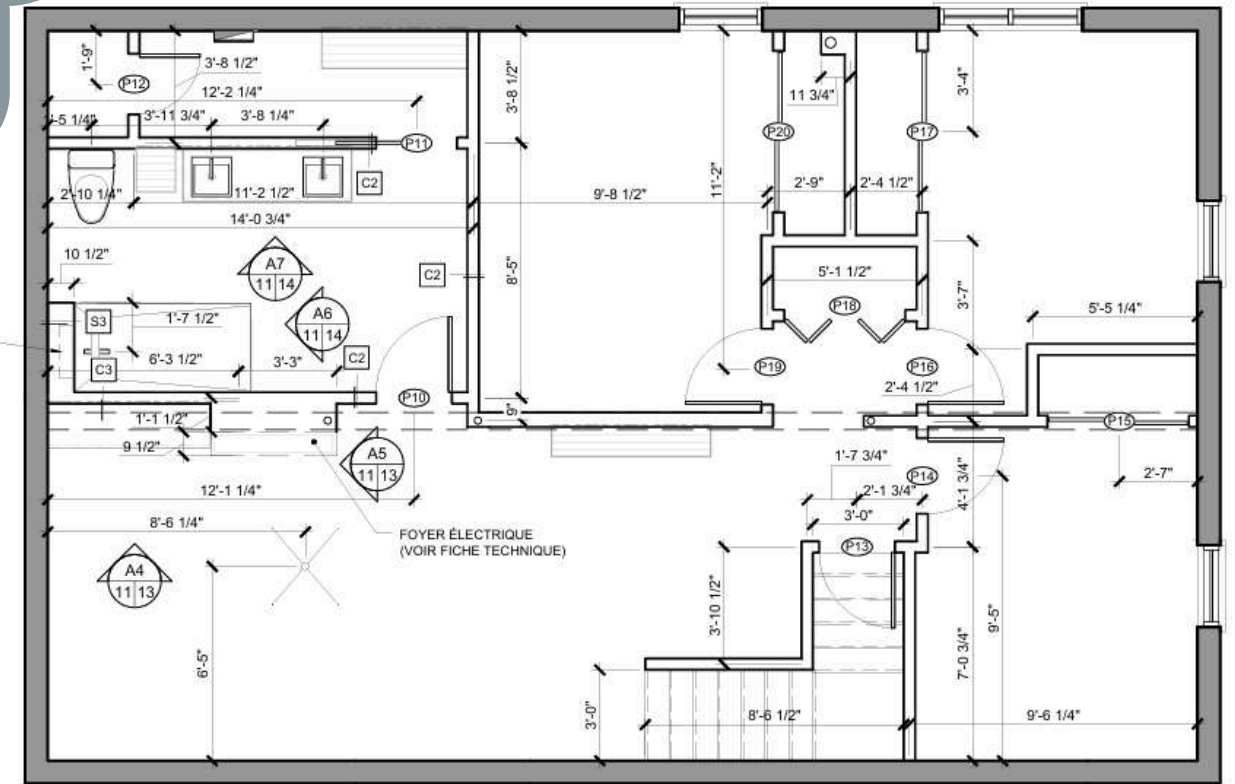 1'-9"
P12
3'-8 1/2"
12'-2 1/4"
3'-11 3/4"
3'-8 1/4"
P11
C2
2'-10 1/4"
11'-2 1/2"
14'-0 3/4"
10 1/2"
A7
11 14
A6
11 14
C2
S3
1'-7 1/2"
6'-3 1/2"
3'-3"
C2
C3
P10
1'-1 1/2"
9 1/2"
A5
11 13
12'-1 1/4"
8'-6 1/4"
A4
11 13
6'-5"
FOYER ÉLECTRIQUE
(VOIR FICHE TECHNIQUE)
3'-8 1/2"
8'-5"
9"
9'-8 1/2"
11'-2"
P20
11 3/4"
P17
2'-9"
2'-4 1/2"
5'-1 1/2"
P18
P19
P16
2'-4 1/2"
3'-4"
3'-7"
5'-5 1/4"
P15
2'-7"
P14
4'-1 3/4"
1'-7 3/4"
2'-1 3/4"
3'-0"
P13
3'-10 1/2"
3'-0"
8'-6 1/2"
7'-0 3/4"
9'-5"
9'-6 1/4"